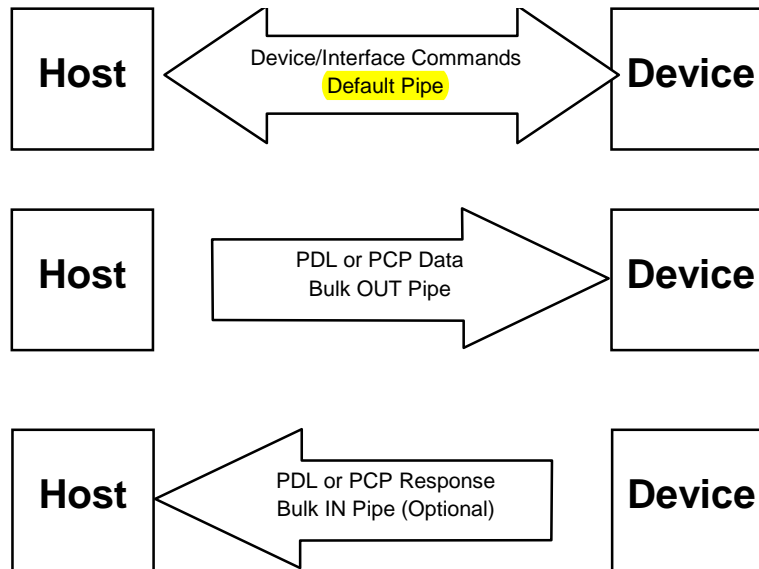 Host
Device/Interface Commands
Default Pipe
Device
Host
PDL or PCP Data
Bulk OUT Pipe
Device
Host
PDL or PCP Response
Bulk IN Pipe (Optional)
Device